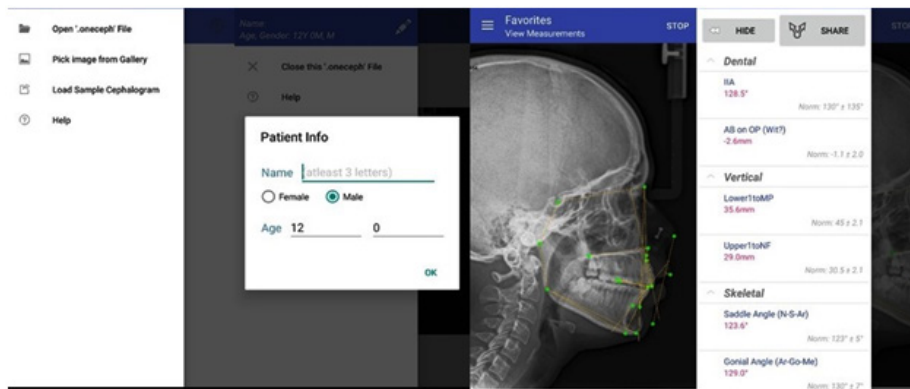 Open '.oneceph' File
Pick image from Gallery
Load Sample Cephalogram
Help
Name:
Age, Gender: 12Y 0M, M
Close this '.oneceph' File
Help
Patient Info
Name (atleast 3 letters)
Female Male
Age 12 0
OK
Favorites
View Measurements
STOP
HIDE SHARE
Dental
IIA
128.5°
Norm: 130° ± 135°
AB on OP (Wit?)
-2.6mm
Norm: -1.1 ± 2.0
Vertical
Lower1toMP
35.6mm
Norm: 45 ± 2.1
Upper1toNF
29.0mm
Norm: 30.5 ± 2.1
Skeletal
Saddle Angle (N-S-Ar)
123.6°
Norm: 123° ± 5°
Gonial Angle (Ar-Go-Me)
129.0°
Norm: 130° ± 7°
STO